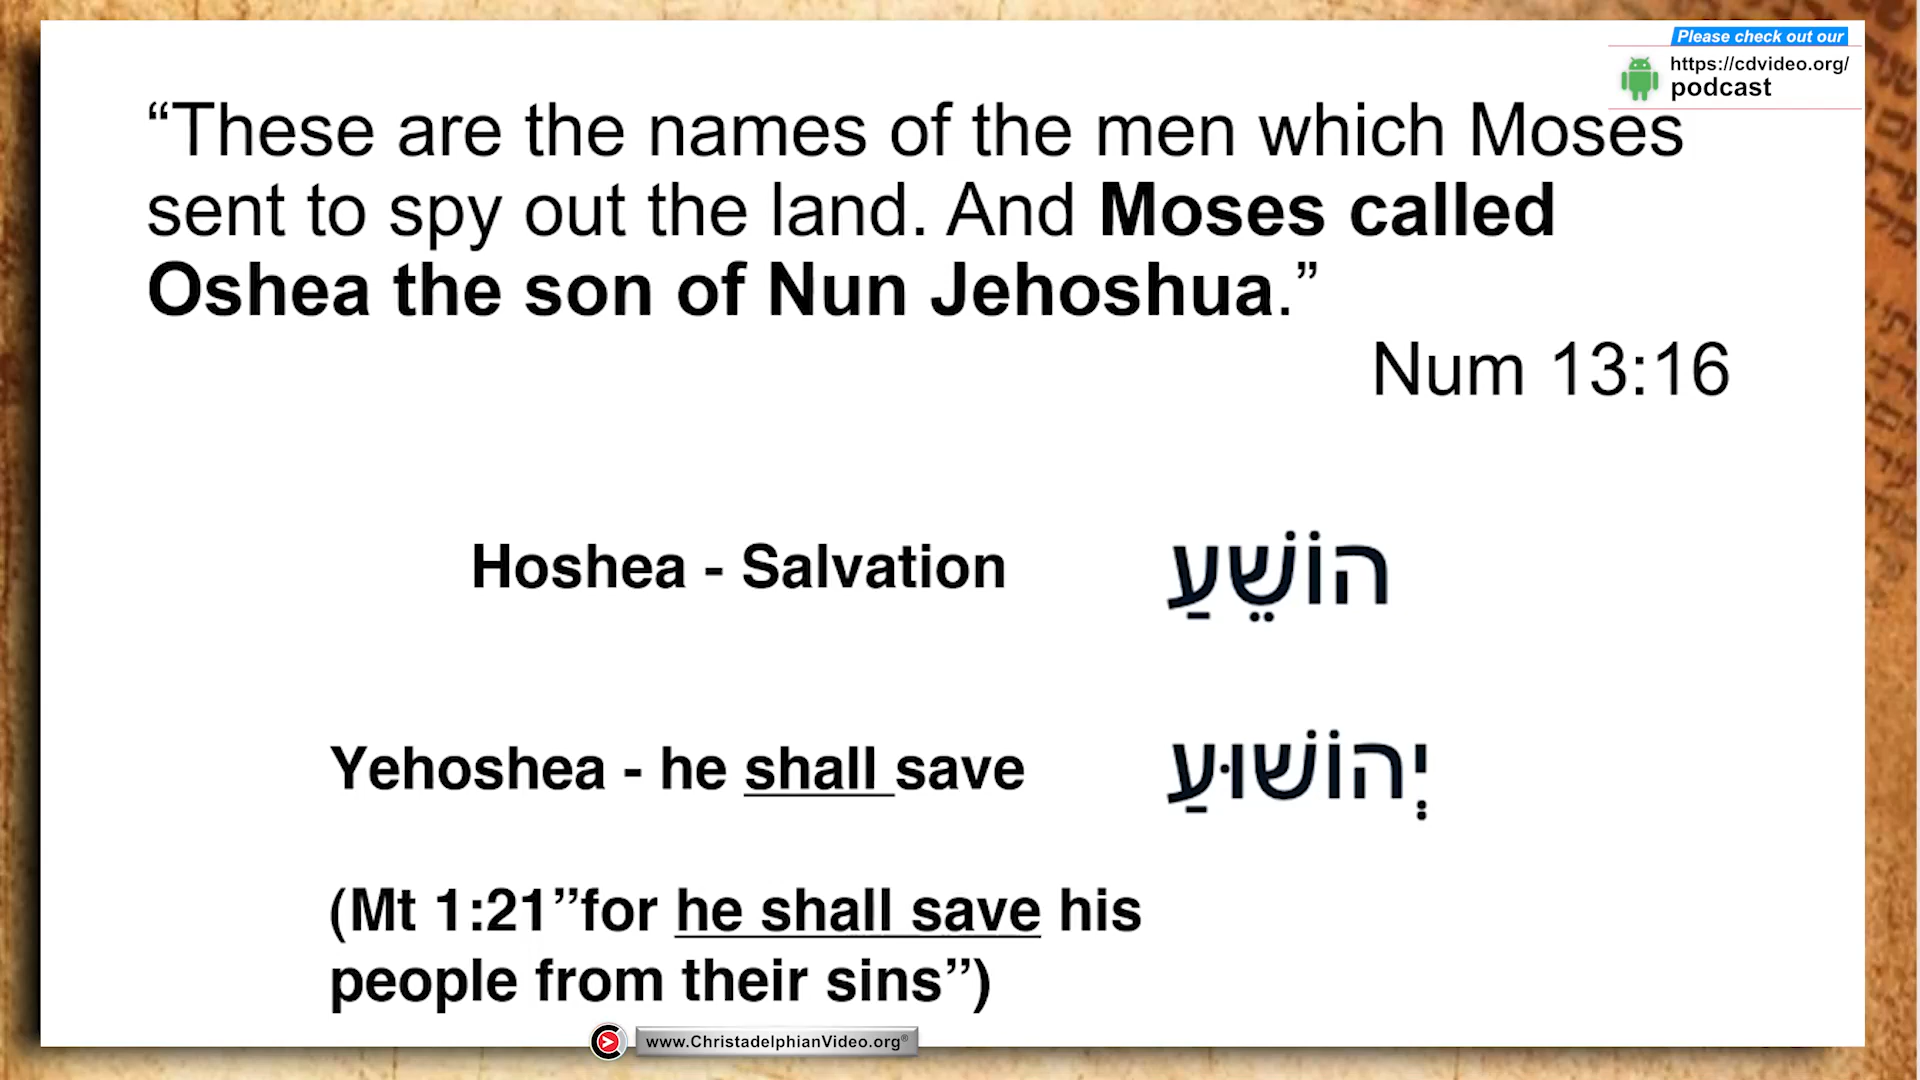 Please check out our
https://cdvideo.org/
podcast
“These are the names of the men which Moses
sent to spy out the land. And Moses called
Oshea the son of Nun Jehoshua.”
Num 13:16
Hoshea - Salvation הוֹשֵׁעַ
Yehoshea - he shall save יְהוֹשׁוּעַ
(Mt 1:21”for he shall save his
people from their sins”)
www.ChristadelphianVideo.org®